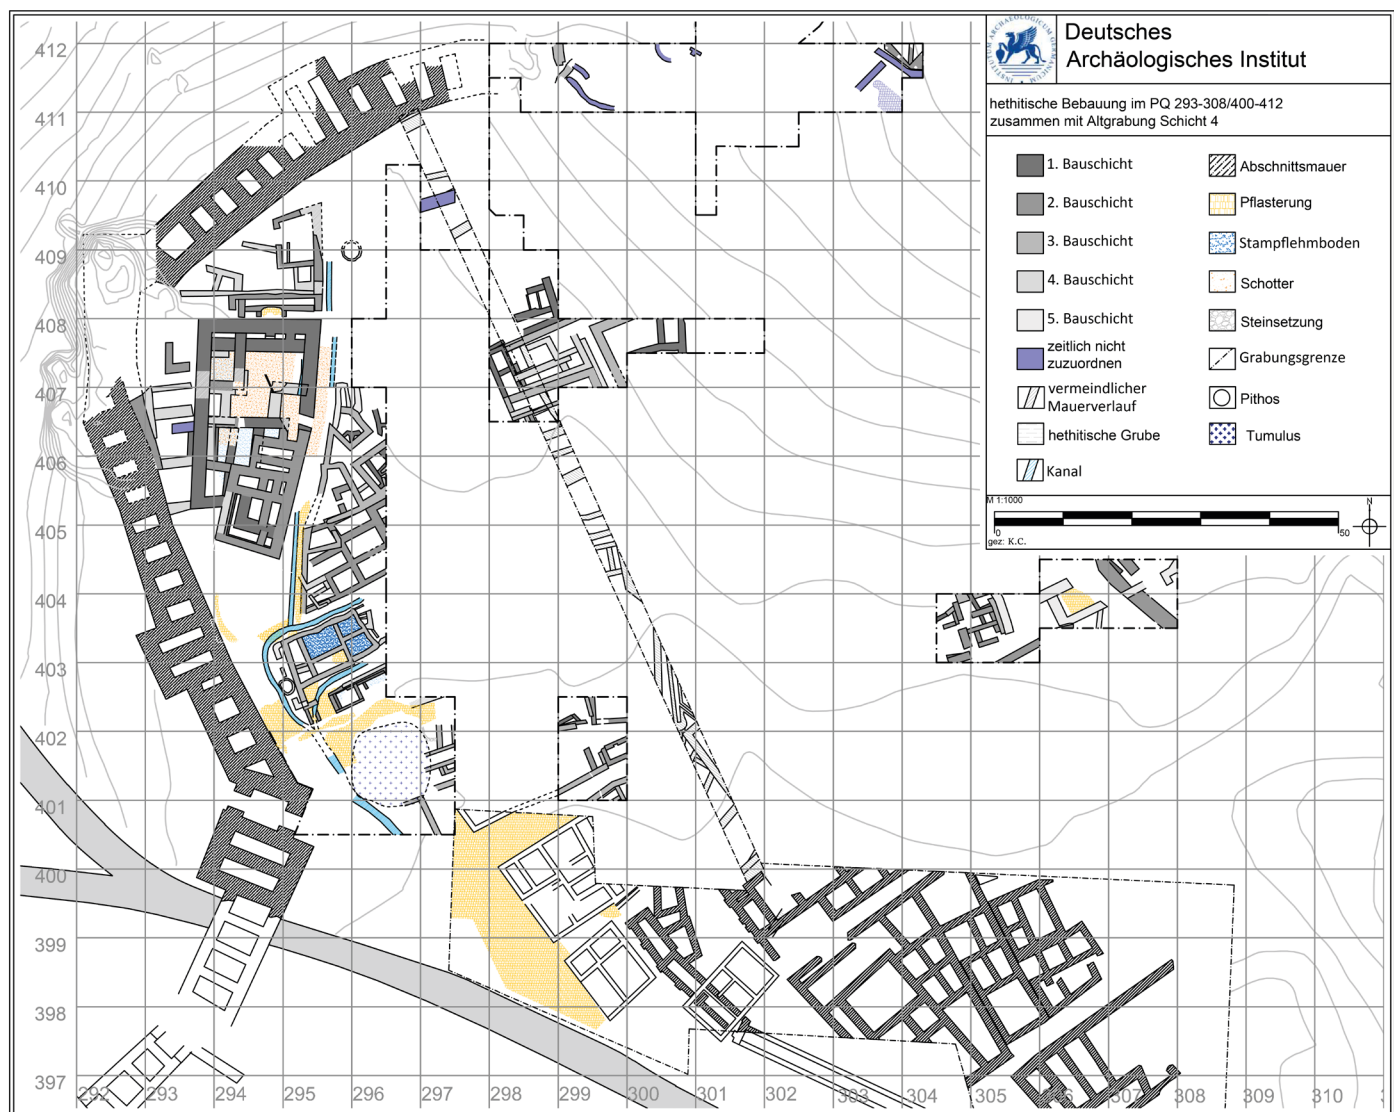 Deutsches
Archäologisches Institut
hethitische Bebauung im PQ 293-308/400-412
zusammen mit Altgrabung Schicht 4
1. Bauschicht
2. Bauschicht
3. Bauschicht
4. Bauschicht
5. Bauschicht
zeitlich nicht
zuzuordnen
vermeindlicher
Mauerverlauf
hethitische Grube
Kanal
Abschnittsmauer
Pflasterung
Stampflehmboden
Schotter
Steinsetzung
Grabungsgrenze
Pithos
Tumulus
M 1:1000
0
50
N
gez: K.C.
412
411
410
409
408
407
406
405
404
403
402
401
400
399
398
397
292
293
294
295
296
297
298
299
300
301
302
303
304
305
306
307
308
309
310